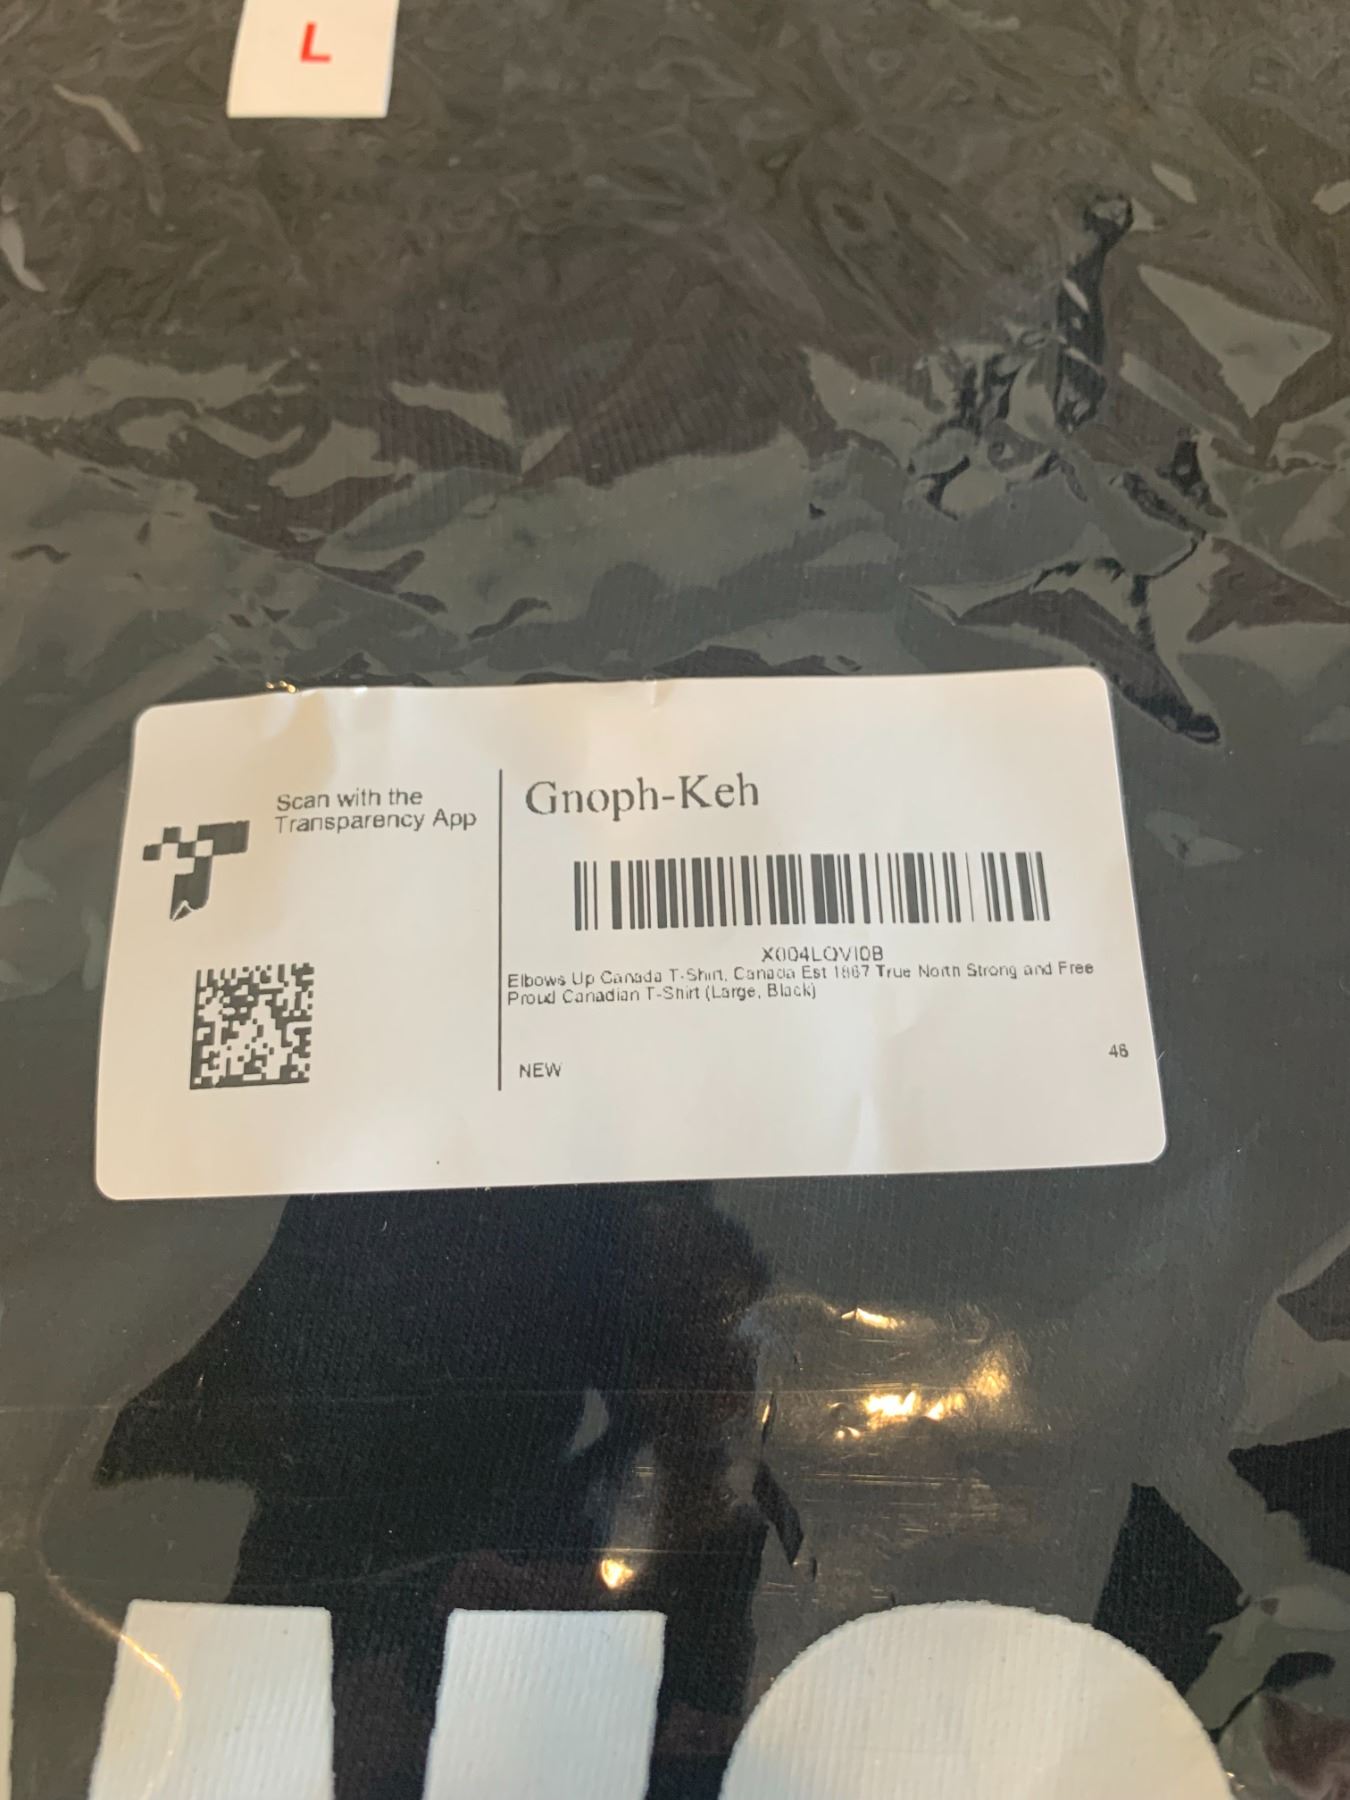 L
Scan with the
Transparency App
Gnoph-Keh
X004LQVI0B
Elbows Up Canada T-Shirt, Canada Est 1867 True North Strong and Free
Proud Canadian T-Shirt (Large, Black)
NEW
46